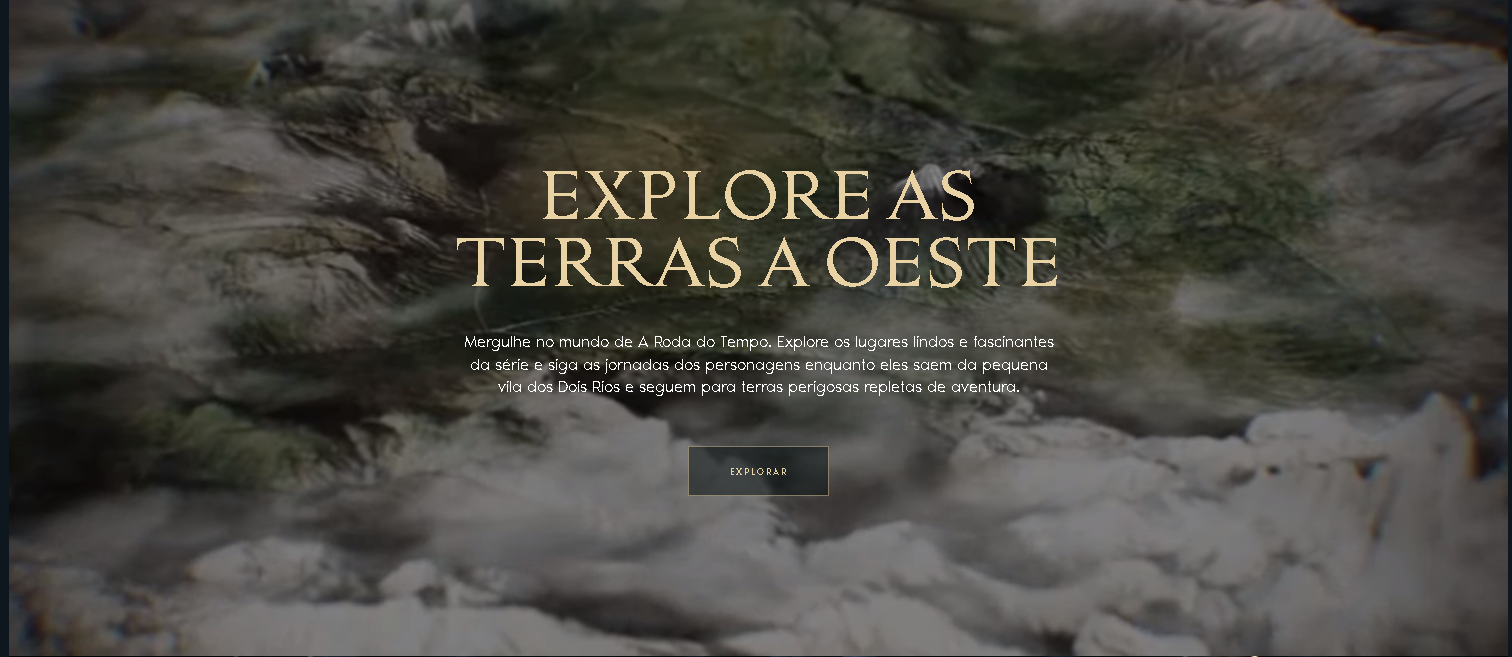 EXPLORE AS
TERRAS A OESTE
Mergulhe no mundo de A Roda do Tempo. Explore os lugares lindos e fascinantes
da série e siga as jornadas dos personagens enquanto eles saem da pequena
vila dos Dois Rios e seguem para terras perigosas repletas de aventura.
EXPLORAR